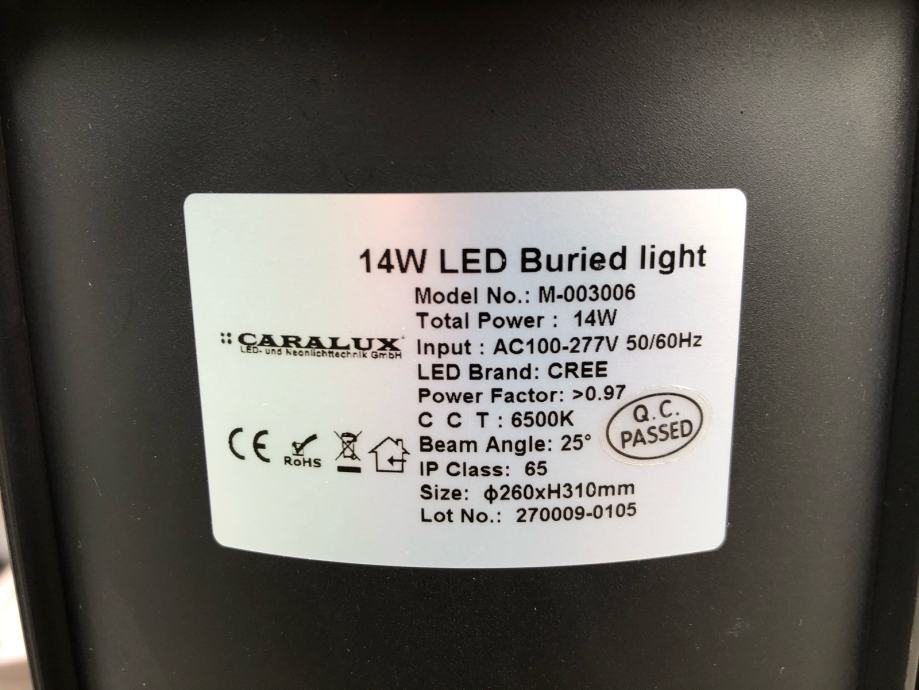 14W LED Buried light
Model No.: M-003006
Total Power : 14W
Input : AC100-277V 50/60Hz
LED Brand: CREE
Power Factor: >0.97
C C T : 6500K
Beam Angle: 25°
IP Class: 65
Size: ϕ260xH310mm
Lot No.: 270009-0105
CARALUX
LED- und Neonlichttechnik GmbH
CE
RoHS
Q.C.
PASSED